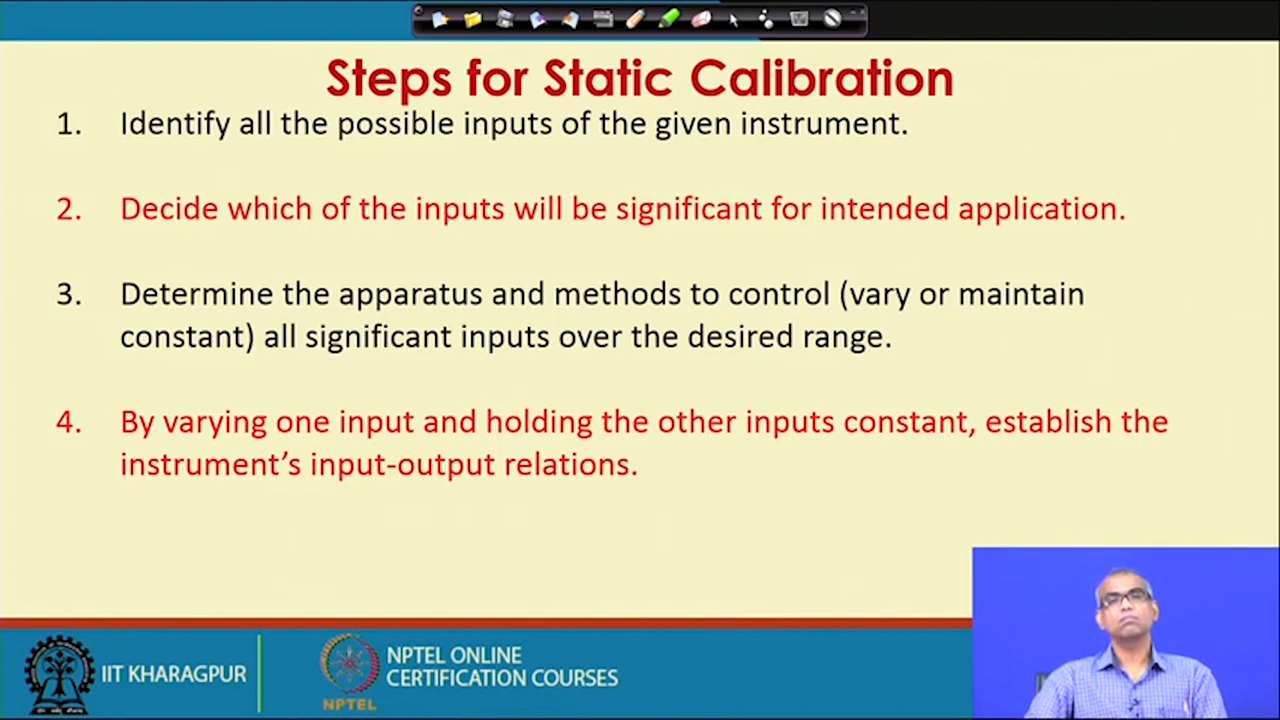 Steps for Static Calibration
1. Identify all the possible inputs of the given instrument.
2. Decide which of the inputs will be significant for intended application.
3. Determine the apparatus and methods to control (vary or maintain
constant) all significant inputs over the desired range.
4. By varying one input and holding the other inputs constant, establish the
instrument's input-output relations.
IIT KHARAGPUR
NPTEL
NPTEL ONLINE
CERTIFICATION COURSES